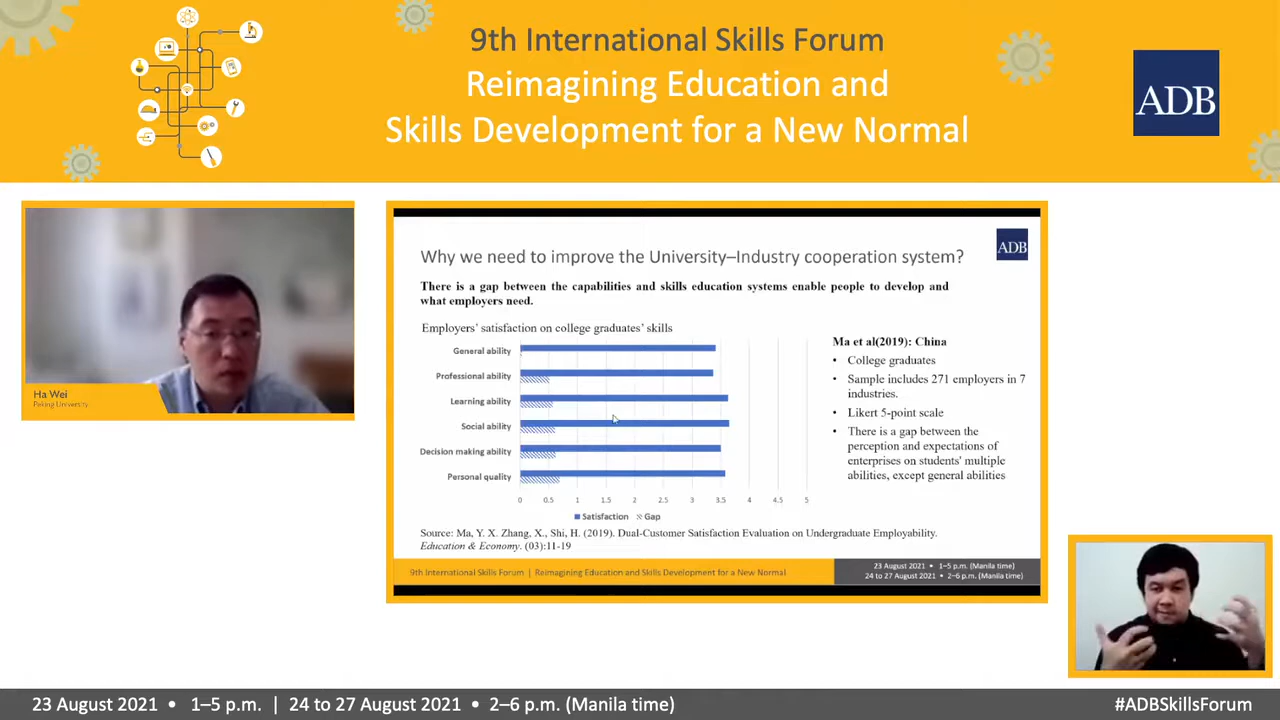 9th International Skills Forum
Reimagining Education and
Skills Development for a New Normal
ADB
Ha Wei
Peking University
Why we need to improve the University–Industry cooperation system?
ADB
There is a gap between the capabilities and skills education systems enable people to develop and
what employers need.
Employers' satisfaction on college graduates' skills
General ability
Professional ability
Learning ability
Social ability
Decision making ability
Personal quality
0 0.5 1 1.5 2 2.5 3 3.5 4 4.5 5
Satisfaction Gap
Ma et al(2019): China
• College graduates
• Sample includes 271 employers in 7
industries.
• Likert 5-point scale
• There is a gap between the
perception and expectations of
enterprises on students' multiple
abilities, except general abilities
Source: Ma, Y. X. Zhang, X., Shi, H. (2019). Dual-Customer Satisfaction Evaluation on Undergraduate Employability.
Education & Economy. (03):11-19
9th International Skills Forum | Reimagining Education and Skills Development for a New Normal
23 August 2021 • 1–5 p.m. (Manila time)
24 to 27 August 2021 • 2–6 p.m. (Manila time)
23 August 2021 • 1–5 p.m. | 24 to 27 August 2021 • 2–6 p.m. (Manila time)
#ADBSkillsForum